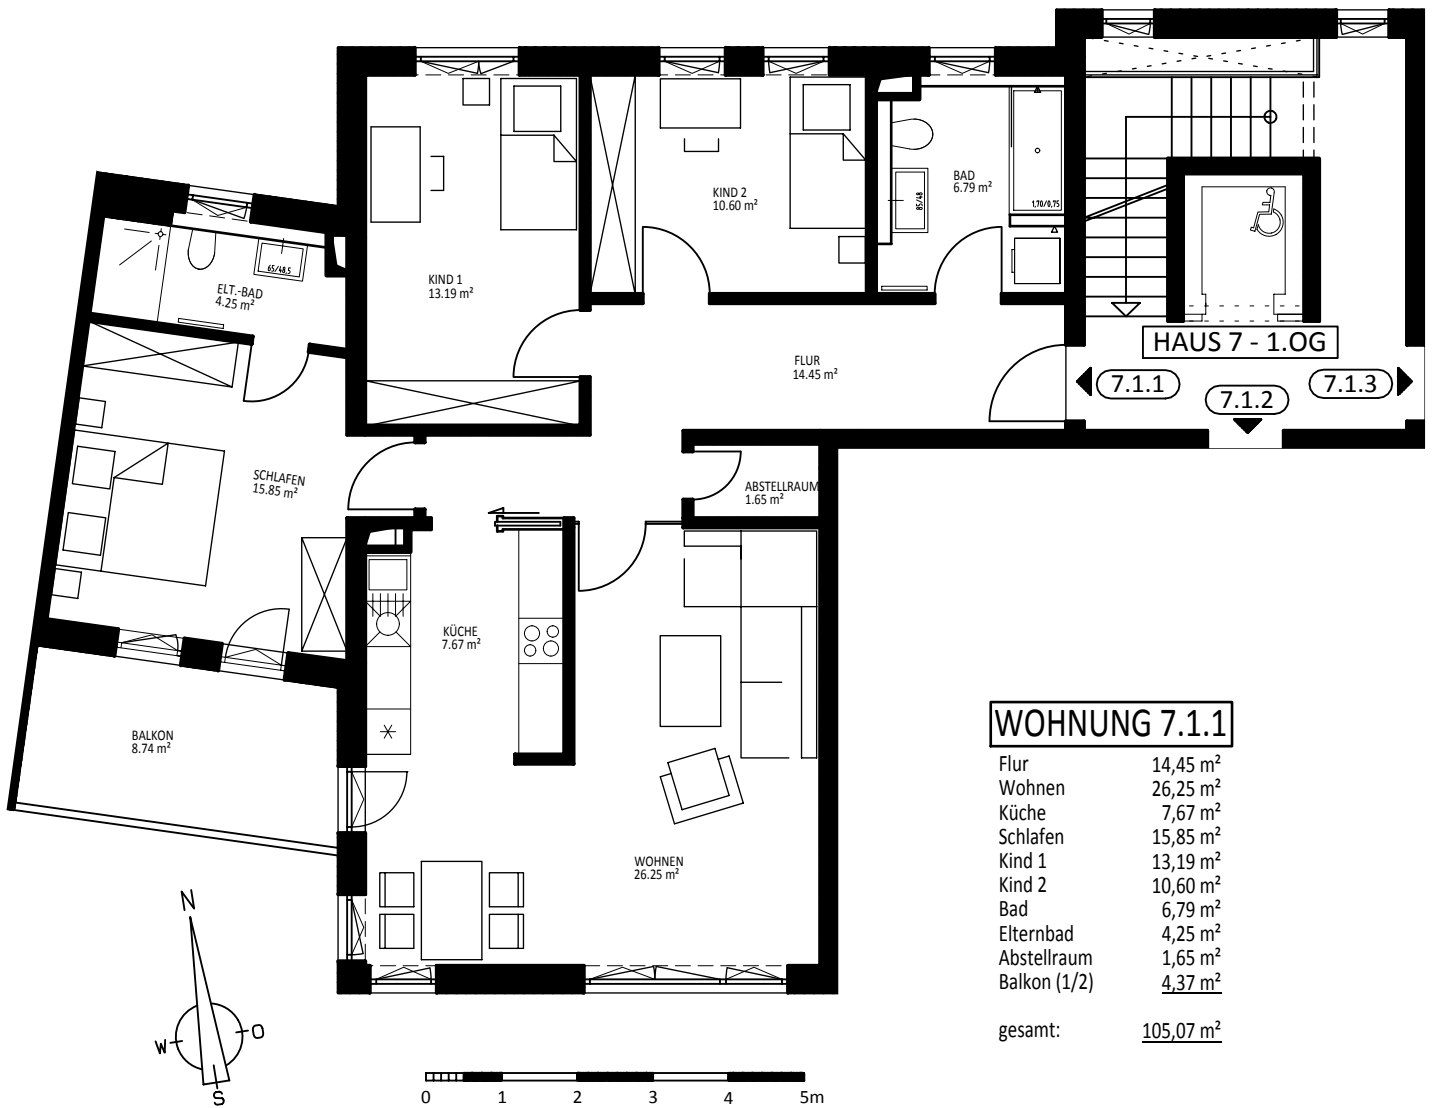 BAD
6.79 m²
1,70/0,75
85/48
KIND 2
10.60 m²
KIND 1
13.19 m²
65/48,5
ELT.-BAD
4.25 m²
FLUR
14.45 m²
HAUS 7 - 1.OG
7.1.1
7.1.2
7.1.3
SCHLAFEN
15.85 m²
ABSTELLRAUM
1.65 m²
KÜCHE
7.67 m²
BALKON
8.74 m²
WOHNEN
26.25 m²
WOHNUNG 7.1.1
Flur 14,45 m²
Wohnen 26,25 m²
Küche 7,67 m²
Schlafen 15,85 m²
Kind 1 13,19 m²
Kind 2 10,60 m²
Bad 6,79 m²
Elternbad 4,25 m²
Abstellraum 1,65 m²
Balkon (1/2) 4,37 m²
gesamt: 105,07 m²
N
W O
S
0 1 2 3 4 5m